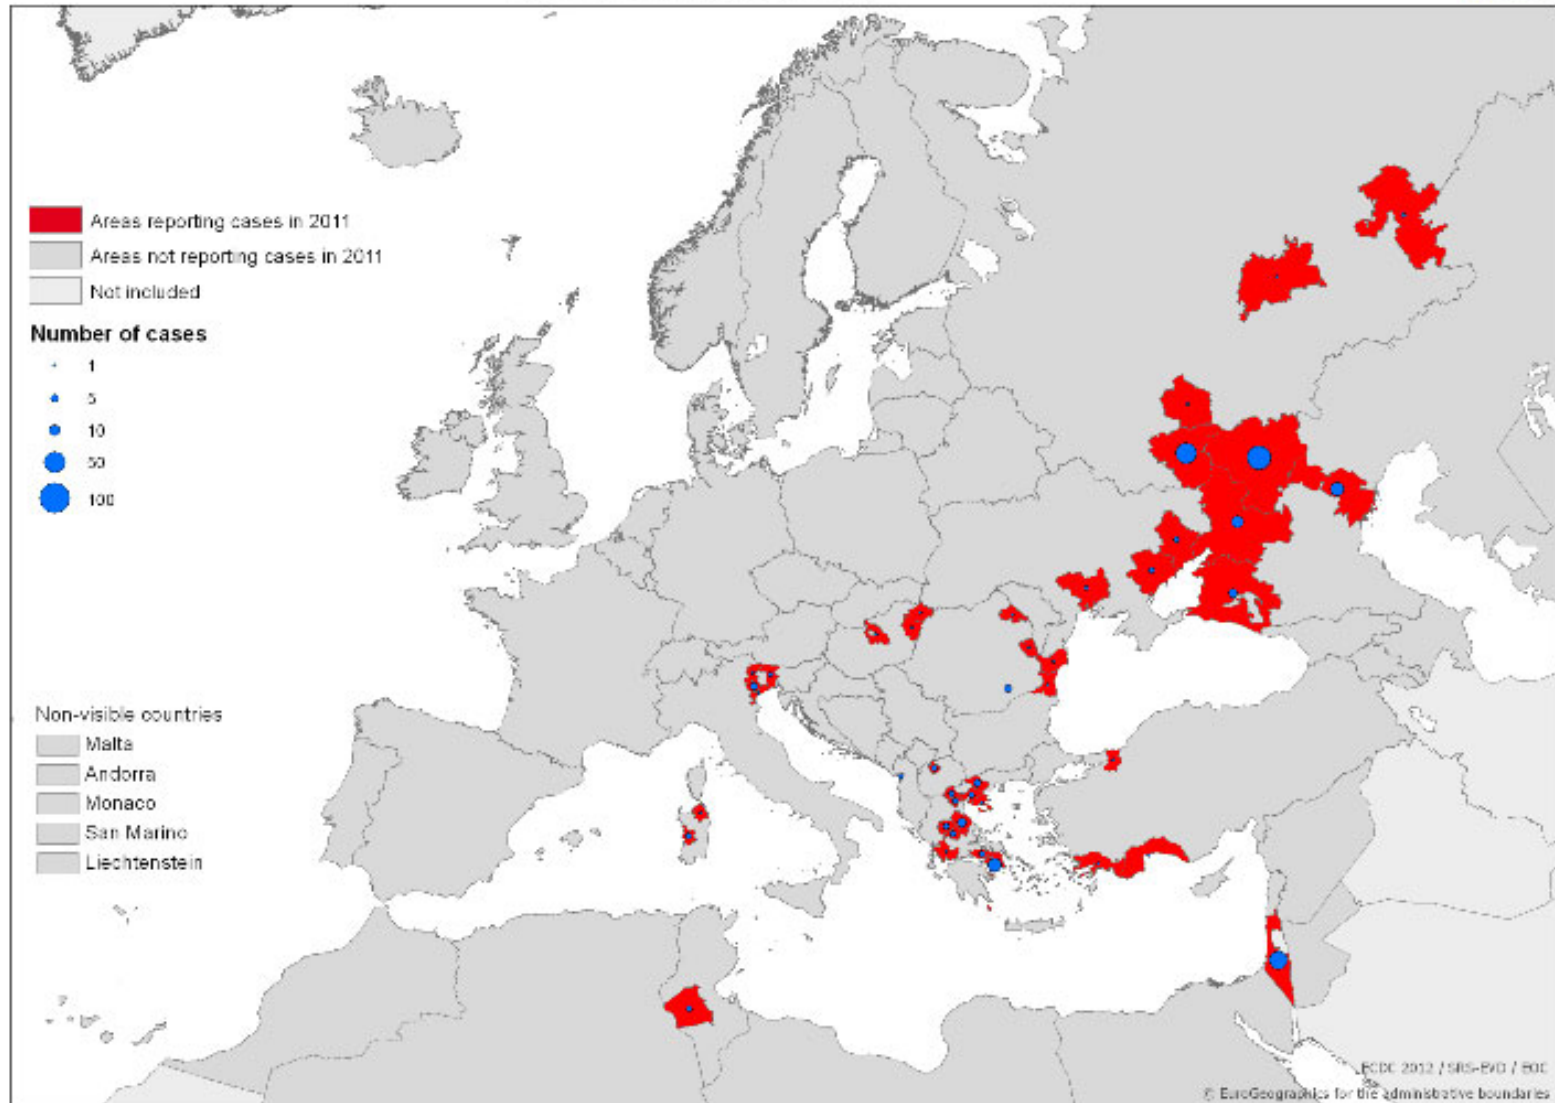 Areas reporting cases in 2011
Areas not reporting cases in 2011
Not included
Number of cases
1
5
10
50
100
Non-visible countries
Malta
Andorra
Monaco
San Marino
Liechtenstein
ECDC 2012 / SRS-EVD / EOC
© EuroGeographics for the administrative boundaries